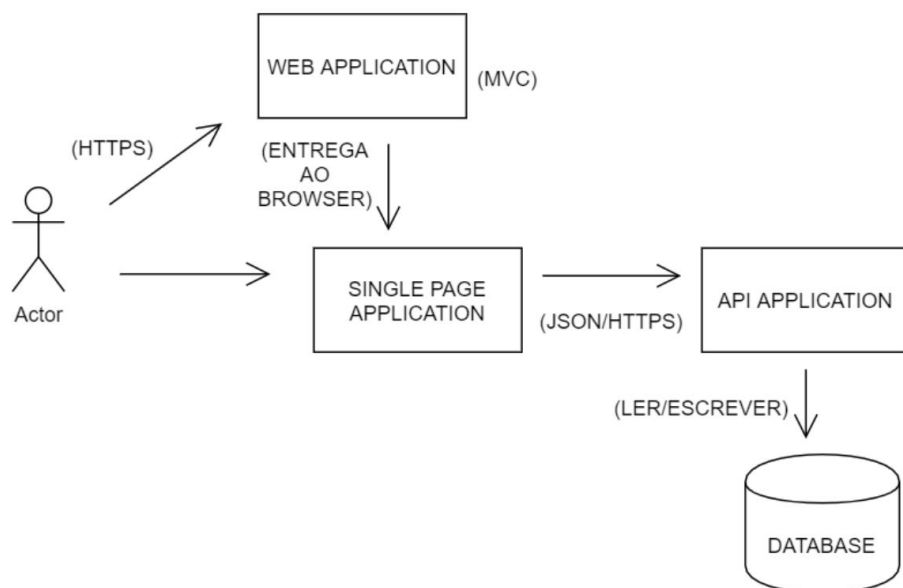 WEB APPLICATION
(MVC)
(HTTPS)
(ENTREGA
AO
BROWSER)
Actor
SINGLE PAGE
APPLICATION
(JSON/HTTPS)
API APPLICATION
(LER/ESCREVER)
DATABASE